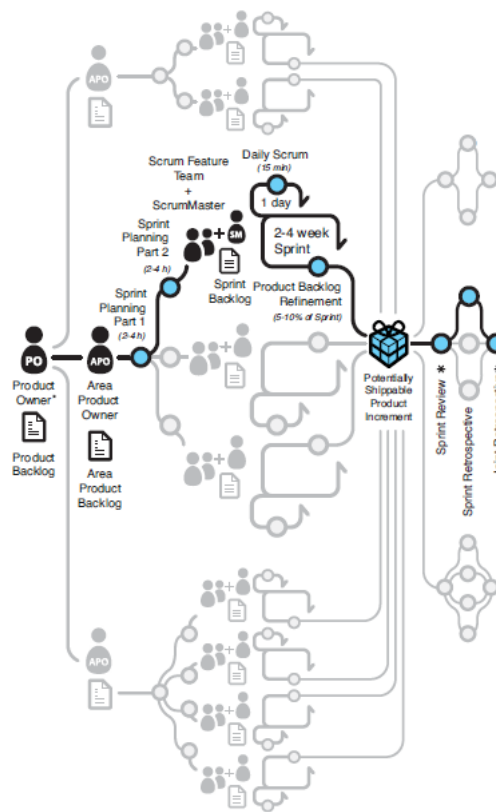 APO
Scrum Feature
Team
+
ScrumMaster
Daily Scrum
(15 min)
1 day
2-4 week
Sprint
Sprint
Planning
Part 2
(2-4 h)
SM
Sprint
Backlog
Product Backlog
Refinement
(5-10% of Sprint)
Sprint
Planning
Part 1
(2-4 h)
PO
APO
Product
Owner*
Product
Backlog
Area
Product
Owner
Area
Product
Backlog
Potentially
Shippable
Product
Increment
Sprint Review *
Sprint Retrospective
APO